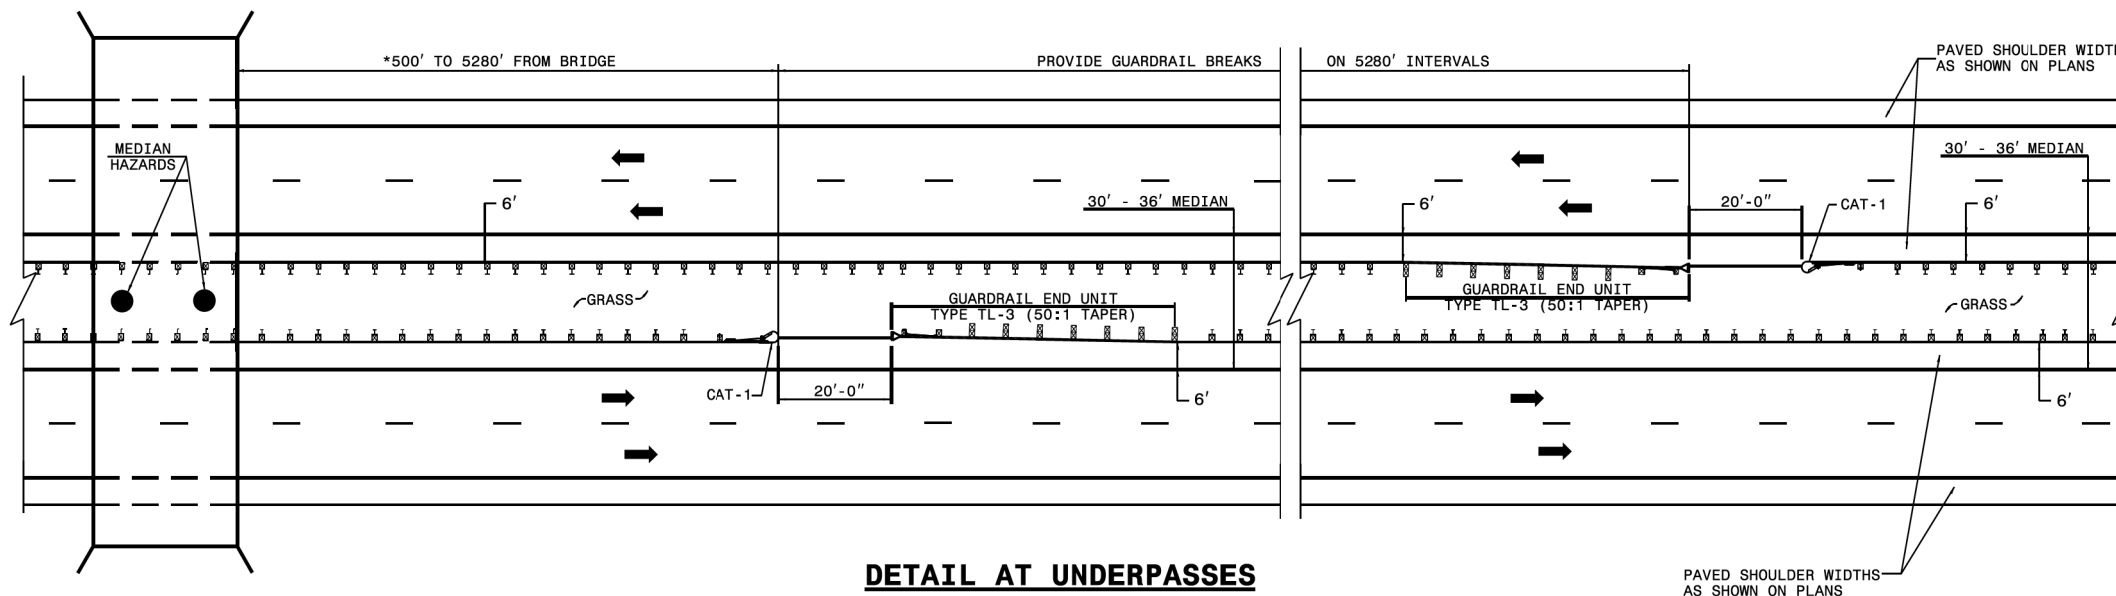 *500' TO 5280' FROM BRIDGE
PROVIDE GUARDRAIL BREAKS
ON 5280' INTERVALS
PAVED SHOULDER WIDTH
AS SHOWN ON PLANS
MEDIAN
HAZARDS
6'
30' - 36' MEDIAN
6'
20'-0"
CAT-1
6'
30' - 36' MEDIAN
GRASS
GUARDRAIL END UNIT
TYPE TL-3 (50:1 TAPER)
GUARDRAIL END UNIT
TYPE TL-3 (50:1 TAPER)
GRASS
CAT-1
20'-0"
6'
6'
DETAIL AT UNDERPASSES
PAVED SHOULDER WIDTHS
AS SHOWN ON PLANS